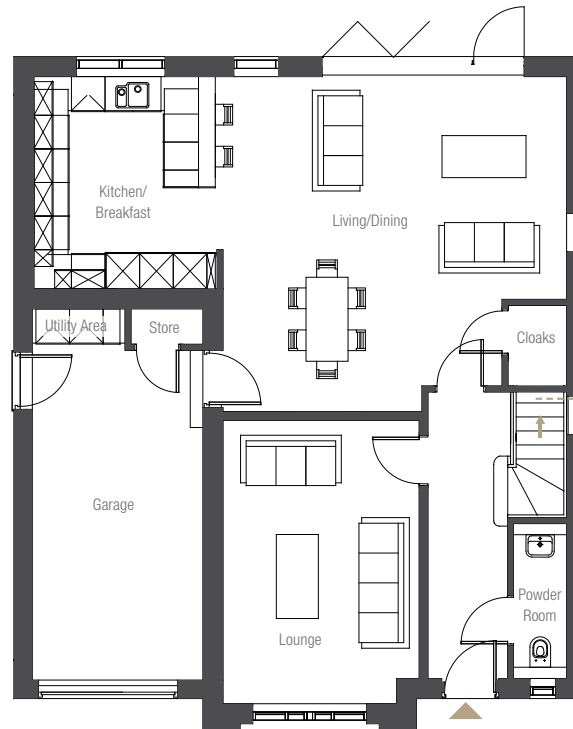 Kitchen/
Breakfast
Living/Dining
Utility Area
Store
Cloaks
Garage
Powder
Room
Lounge